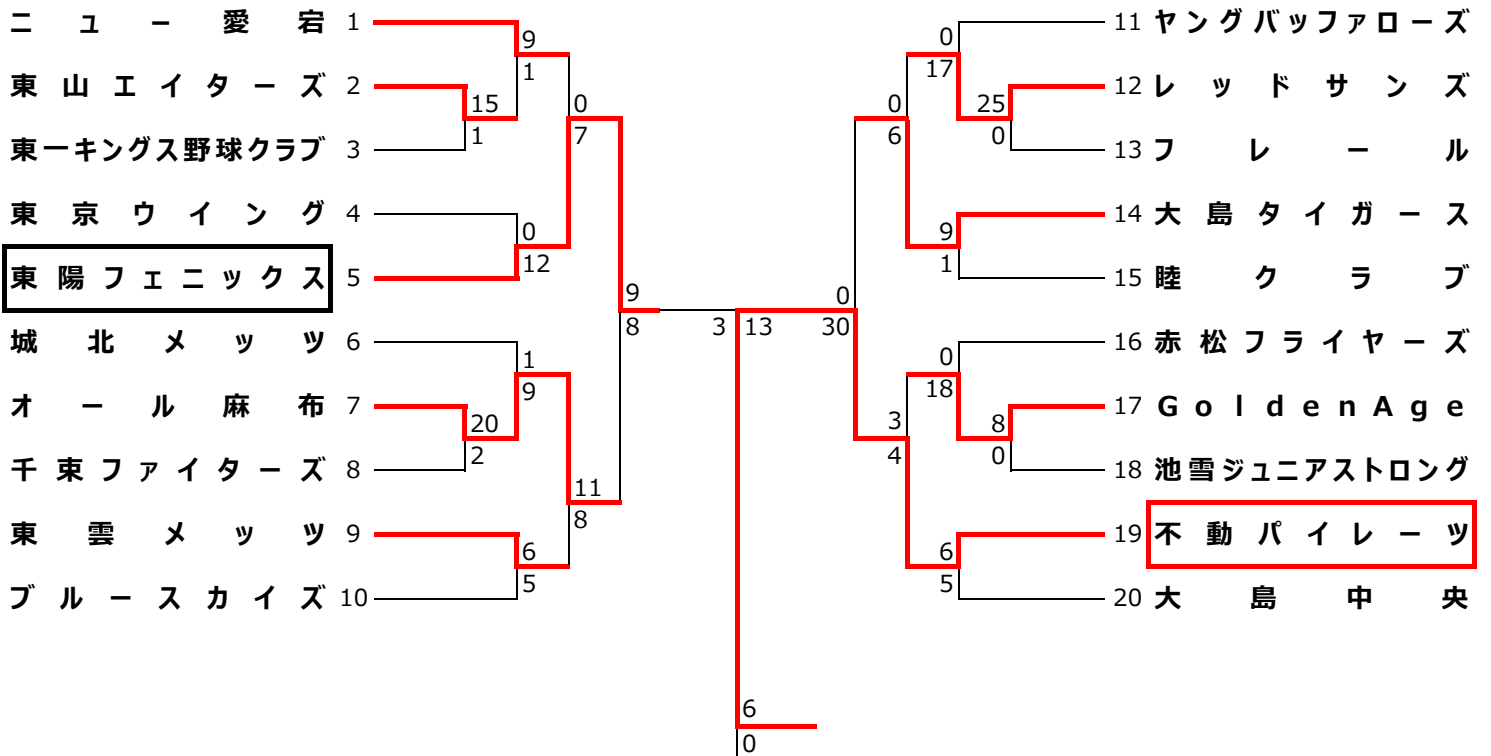 ニュー愛宕 1
東山エイターズ 2
東一キングス野球クラブ 3
東京ウイング 4
東陽フェニックス 5
城北メッツ 6
オール麻布 7
千束ファイターズ 8
東雲メッツ 9
ブルースカイズ 10
9
1
15
1
0
7
0
12
9
8
1
9
20
2
11
8
6
5
3 13
6
0
0
30
0
17
25
0
0
6
9
1
0
18
3
4
8
0
6
5
11 ヤングバッファローズ
12 レッドサンズ
13 フレール
14 大島タイガース
15 睦クラブ
16 赤松フライヤーズ
17 GoldenAge
18 池雪ジュニアストロング
19 不動パイレーツ
20 大島中央